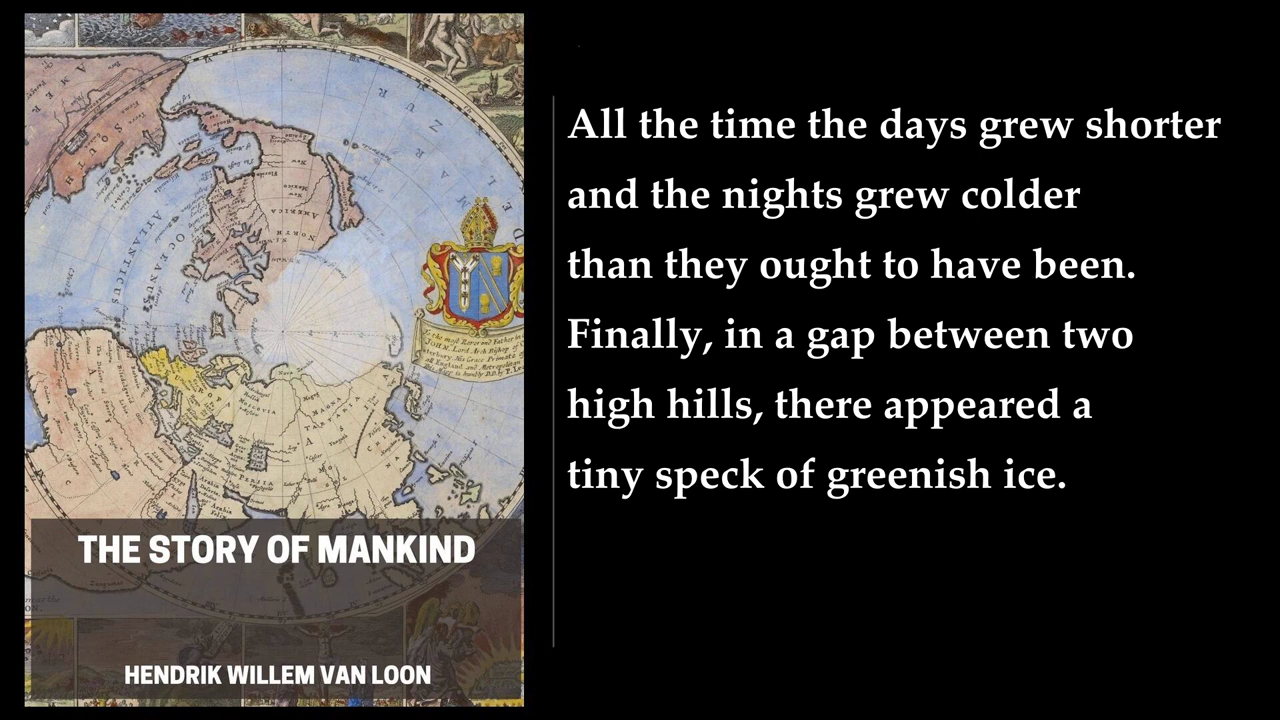 THE STORY OF MANKIND
HENDRIK WILLEM VAN LOON
All the time the days grew shorter
and the nights grew colder
than they ought to have been.
Finally, in a gap between two
high hills, there appeared a
tiny speck of greenish ice.